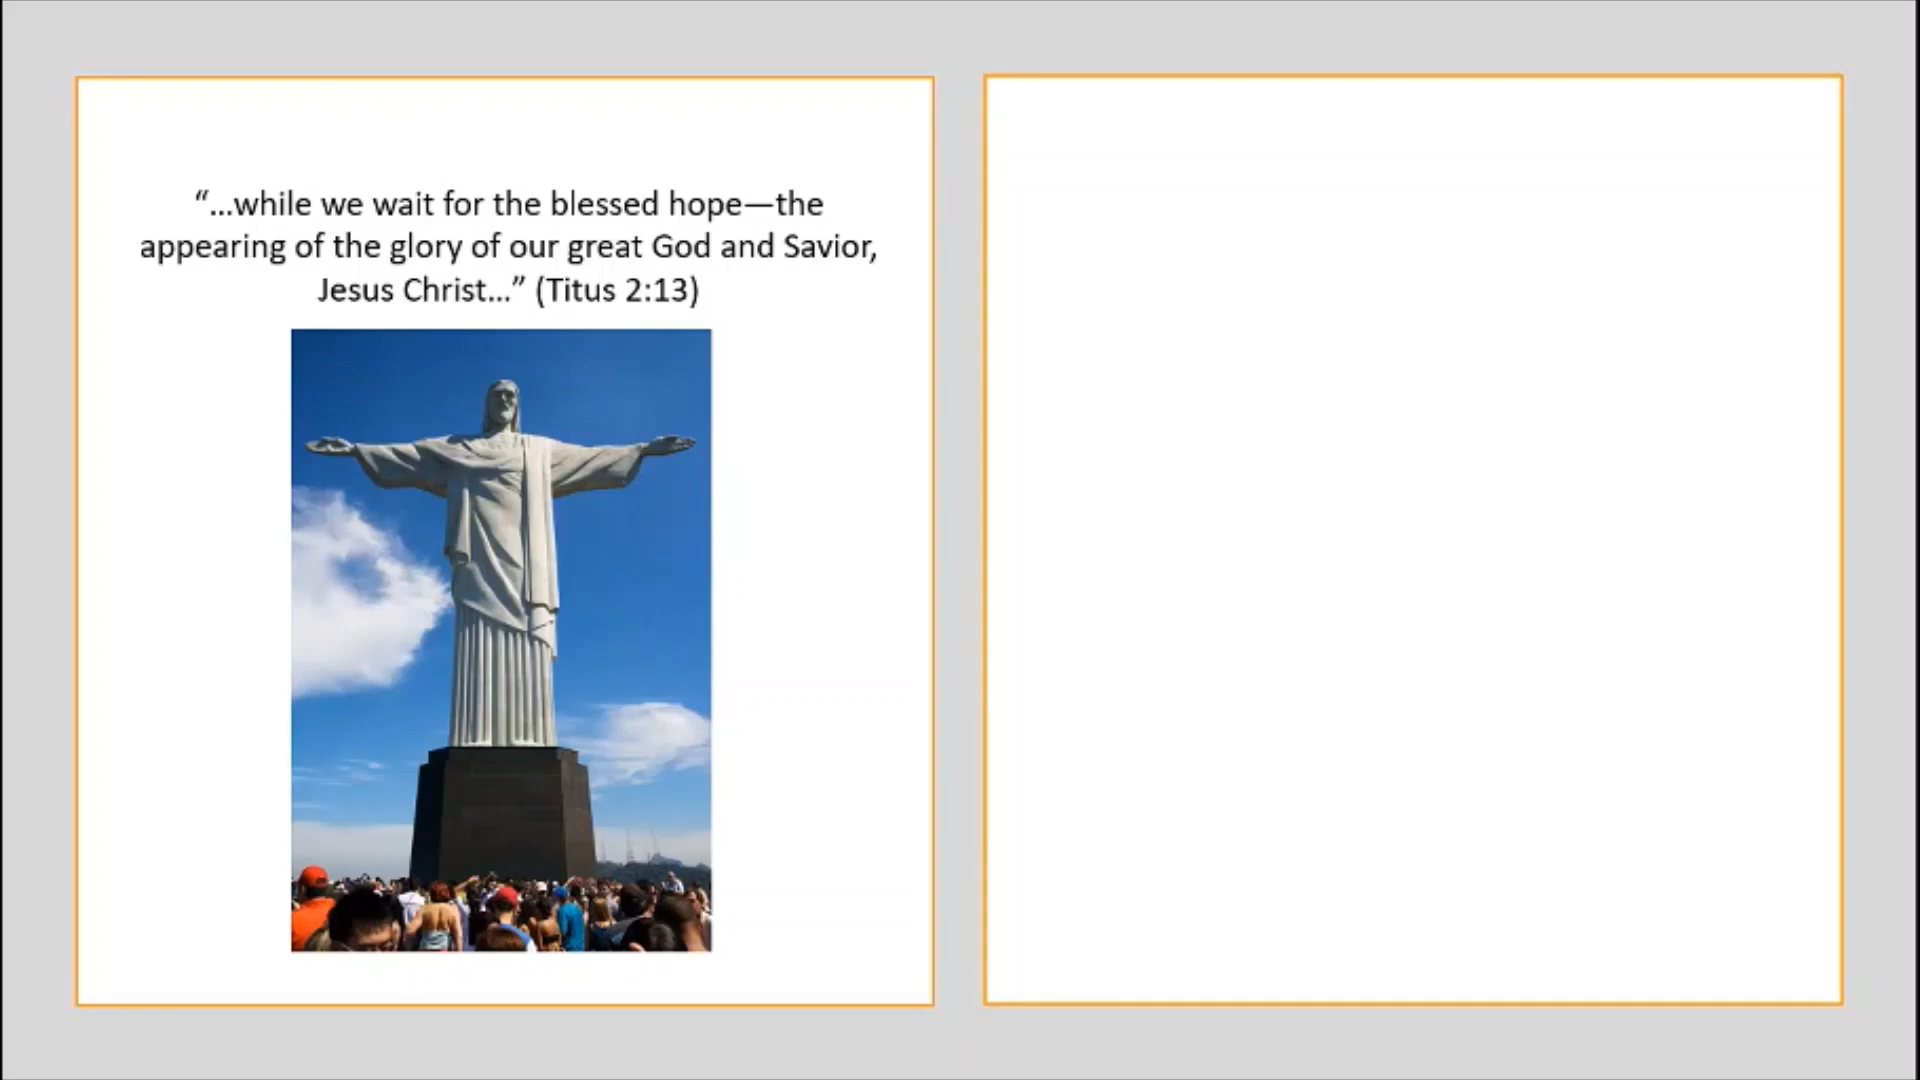 “...while we wait for the blessed hope—the
appearing of the glory of our great God and Savior,
Jesus Christ...” (Titus 2:13)